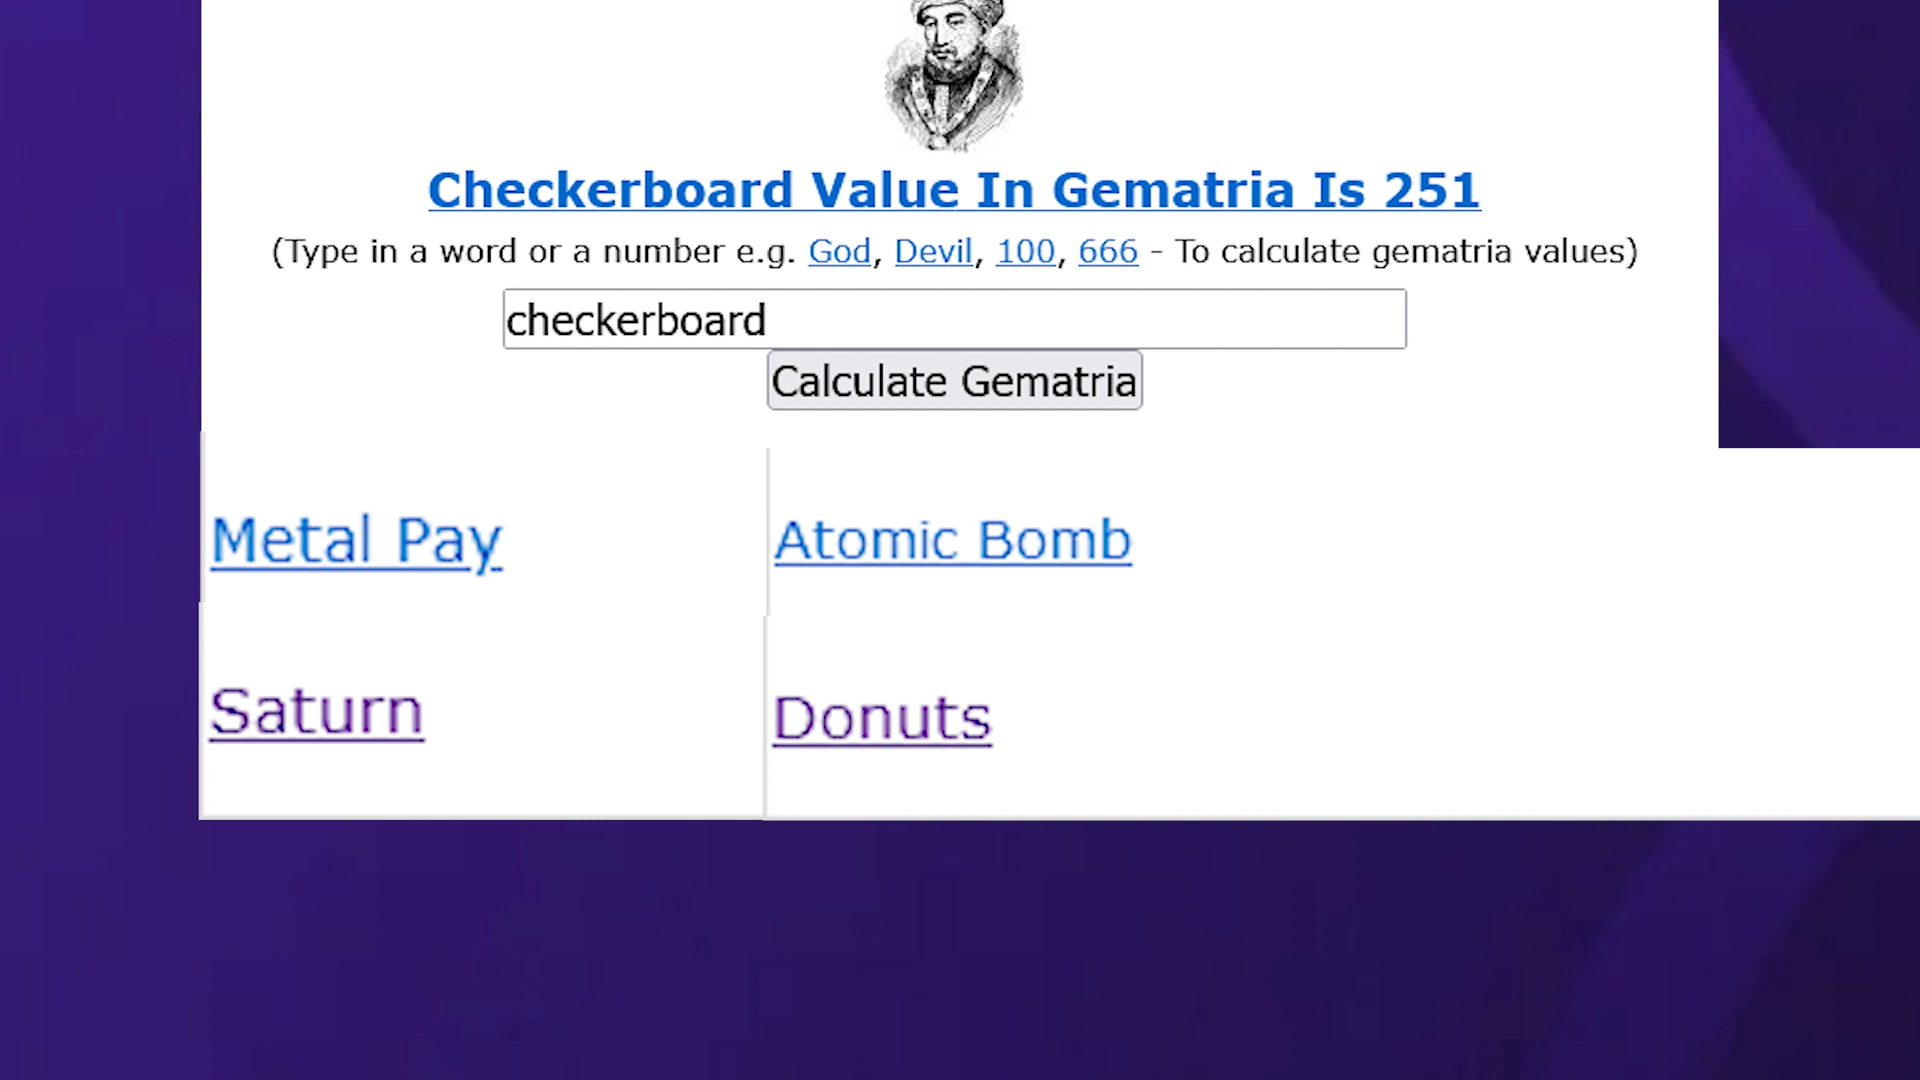 Checkerboard Value In Gematria Is 251
(Type in a word or a number e.g. God, Devil, 100, 666 - To calculate gematria values)
checkerboard
Calculate Gematria
Metal Pay
Atomic Bomb
Saturn
Donuts